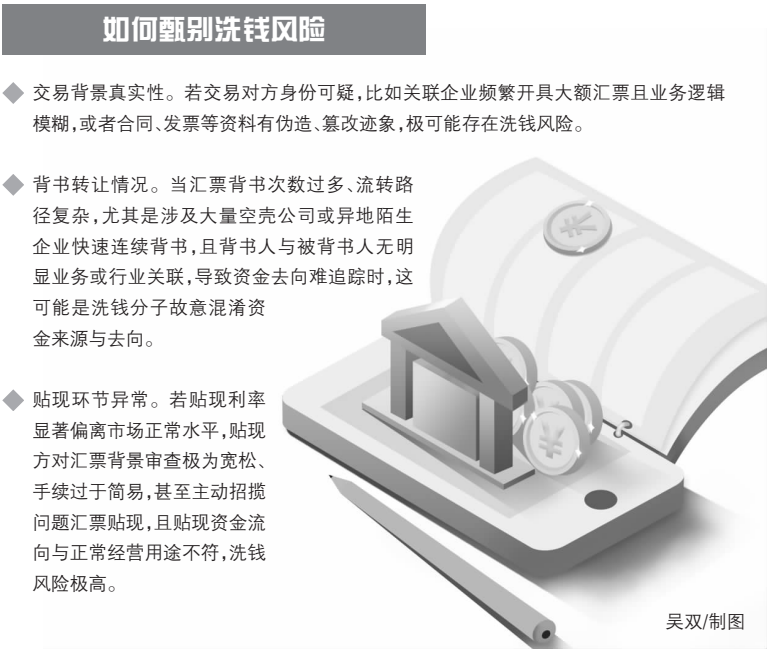 如何甄别洗钱风险
交易背景真实性。若交易对方身份可疑,比如关联企业频繁开具大额汇票且业务逻辑
模糊,或者合同、发票等资料有伪造、篡改迹象,极可能存在洗钱风险。
背书转让情况。当汇票背书次数过多、流转路
径复杂,尤其是涉及大量空壳公司或异地陌生
企业快速连续背书,且背书人与被背书人无明
显业务或行业关联,导致资金去向难追踪时,这
可能是洗钱分子故意混淆资
金来源与去向。
贴现环节异常。若贴现利率
显著偏离市场正常水平,贴现
方对汇票背景审查极为宽松、
手续过于简易,甚至主动招揽
问题汇票贴现,且贴现资金流
向与正常经营用途不符,洗钱
风险极高。
吴双/制图